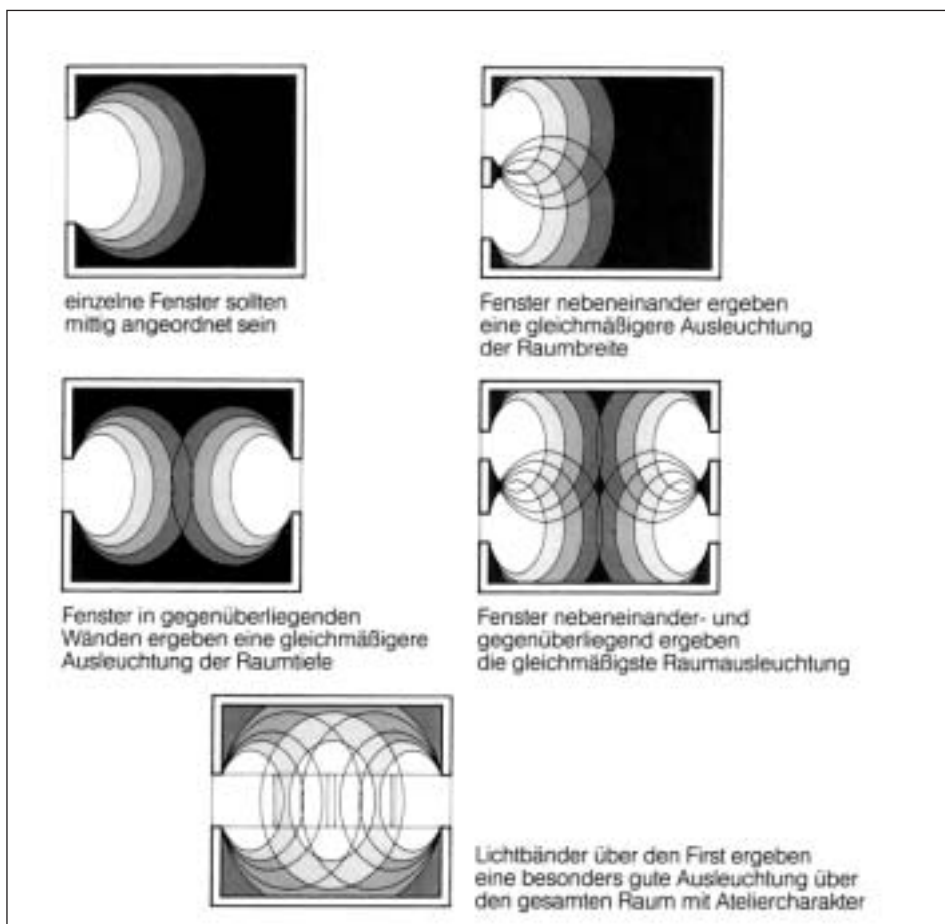 einzelne Fenster sollten
mittig angeordnet sein
Fenster nebeneinander ergeben
eine gleichmäßigere Ausleuchtung
der Raumbreite
Fenster in gegenüberliegenden
Wänden ergeben eine gleichmäßigere
Ausleuchtung der Raumtiefe
Fenster nebeneinander- und
gegenüberliegend ergeben
die gleichmäßigste Raumausleuchtung
Lichtbänder über den First ergeben
eine besonders gute Ausleuchtung über
den gesamten Raum mit Ateliercharakter